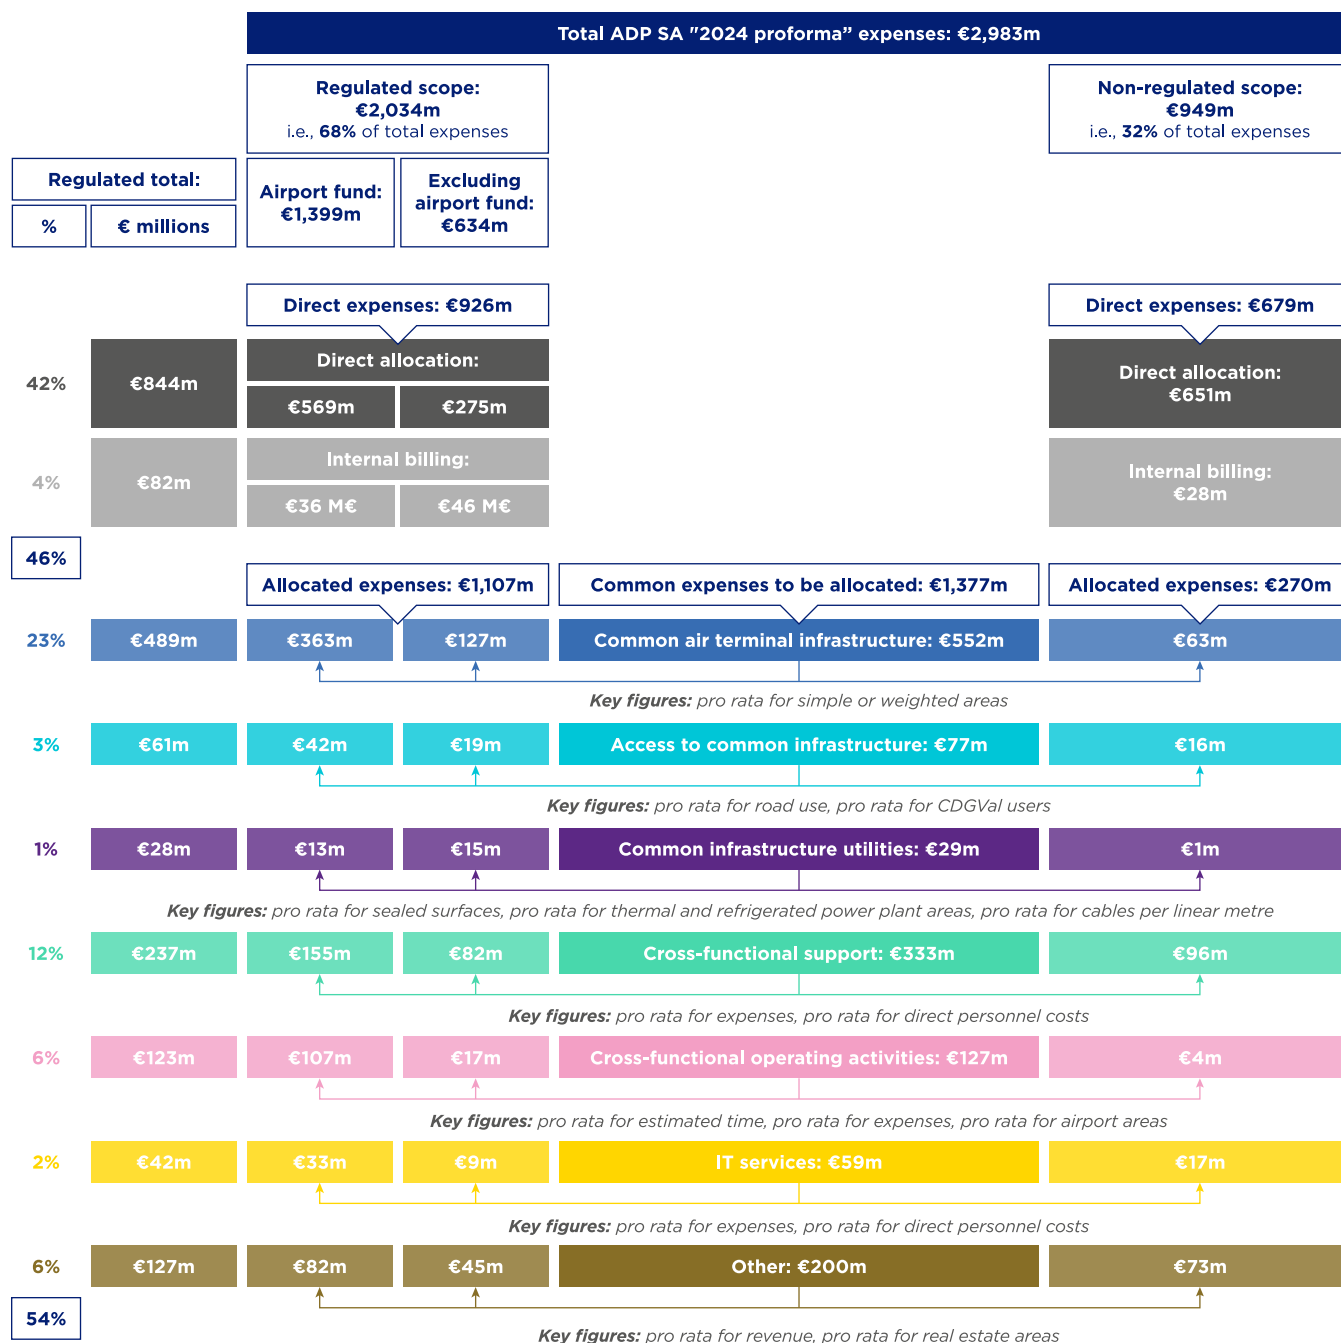 Total ADP SA "2024 proforma” expenses: €2,983m
Regulated scope:
€2,034m
i.e., 68% of total expenses
Non-regulated scope:
€949m
i.e., 32% of total expenses
Regulated total:
%
€ millions
Airport fund:
€1,399m
Excluding
airport fund:
€634m
Direct expenses: €926m
Direct expenses: €679m
42%
€844m
Direct allocation:
€569m
€275m
Direct allocation:
€651m
4%
€82m
Internal billing:
€36 M€
€46 M€
Internal billing:
€28m
46%
Allocated expenses: €1,107m
Common expenses to be allocated: €1,377m
Allocated expenses: €270m
23%
€489m
€363m
€127m
Common air terminal infrastructure: €552m
€63m
Key figures: pro rata for simple or weighted areas
3%
€61m
€42m
€19m
Access to common infrastructure: €77m
€16m
Key figures: pro rata for road use, pro rata for CDGVal users
1%
€28m
€13m
€15m
Common infrastructure utilities: €29m
€1m
Key figures: pro rata for sealed surfaces, pro rata for thermal and refrigerated power plant areas, pro rata for cables per linear metre
12%
€237m
€155m
€82m
Cross-functional support: €333m
€96m
Key figures: pro rata for expenses, pro rata for direct personnel costs
6%
€123m
€107m
€17m
Cross-functional operating activities: €127m
€4m
Key figures: pro rata for estimated time, pro rata for expenses, pro rata for airport areas
2%
€42m
€33m
€9m
IT services: €59m
€17m
Key figures: pro rata for expenses, pro rata for direct personnel costs
6%
€127m
€82m
€45m
Other: €200m
€73m
54%
Key figures: pro rata for revenue, pro rata for real estate areas